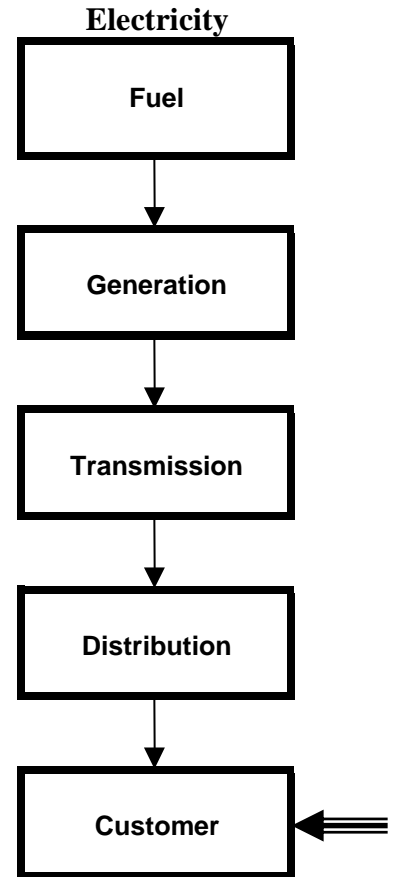 Electricity
Fuel
Generation
Transmission
Distribution
Customer